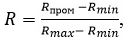 R = (R_пром − R_min) / (R_max − R_min),